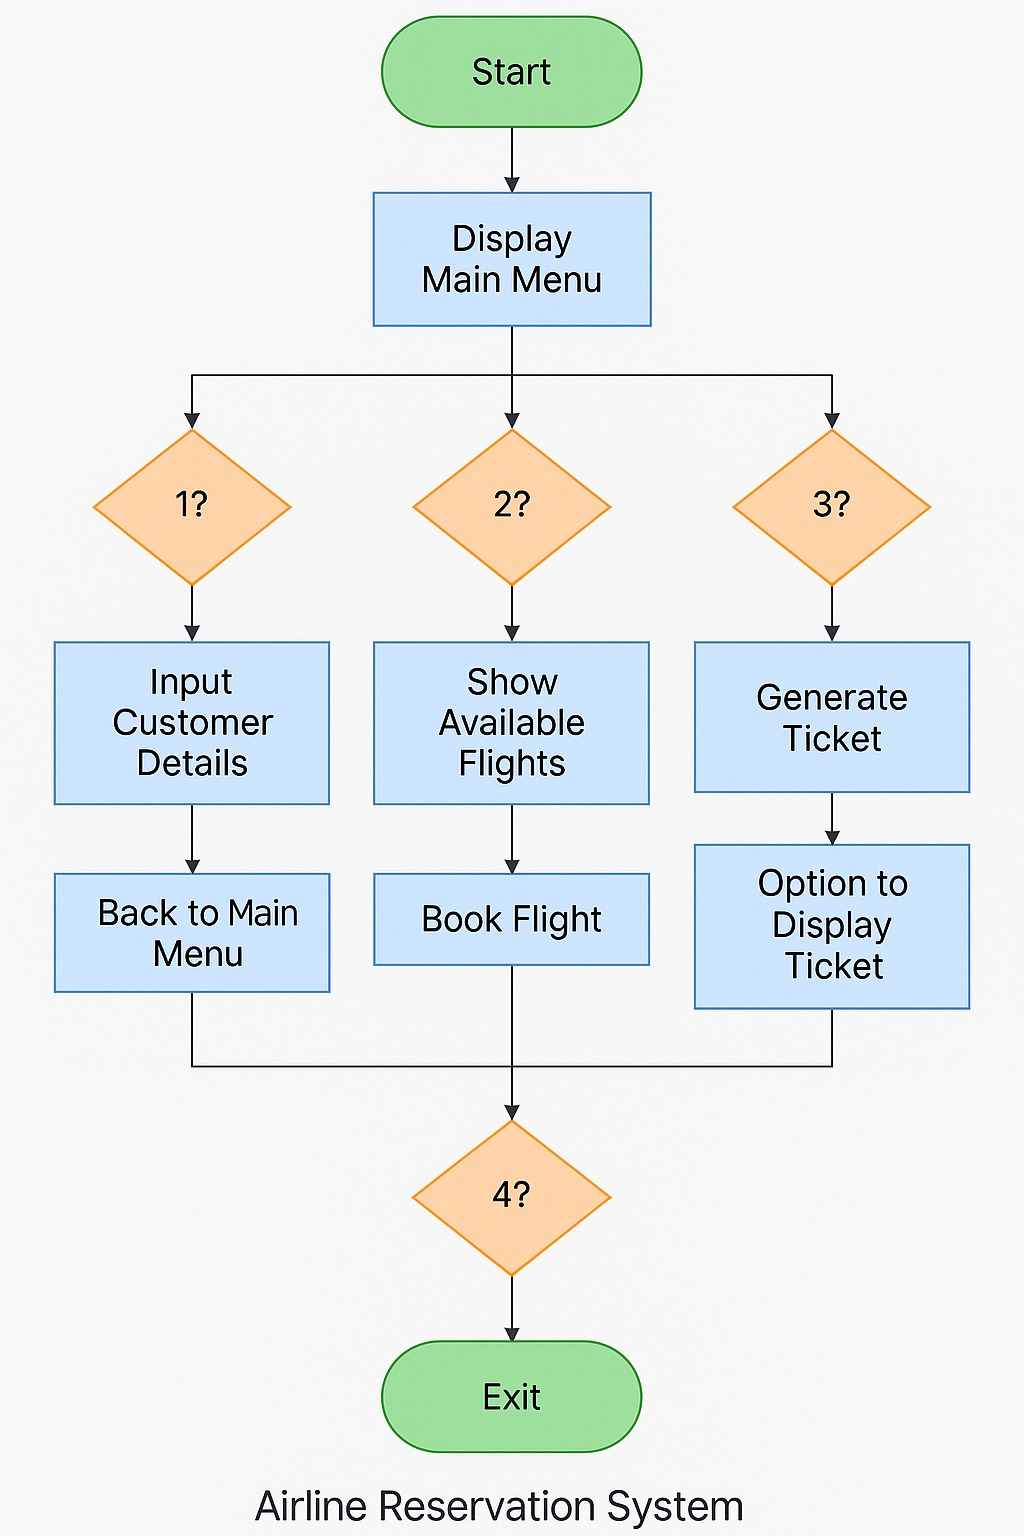 Start
Display
Main Menu
1?
2?
3?
Input
Customer
Details
Show
Available
Flights
Generate
Ticket
Back to Main
Menu
Book Flight
Option to
Display
Ticket
4?
Exit
Airline Reservation System